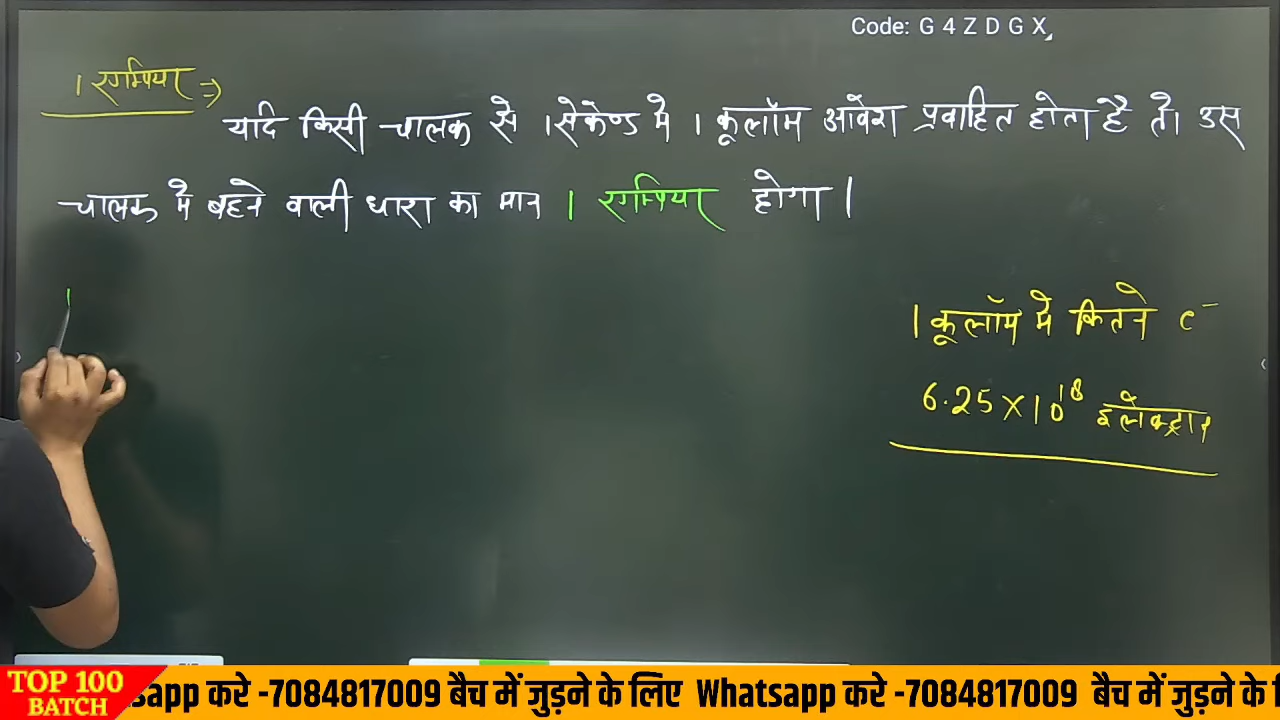 Code: G 4 Z D G X
1 एम्पियर ⇒
यदि किसी चालक से 1 सेकेण्ड मे 1 कूलॉम आवेश प्रवाहित होता है तो उस
चालक मे बहने वाली धारा का मान 1 एम्पियर होगा |
1 कूलॉम मे कितने e⁻
6.25 × 10¹⁸ इलेक्ट्रान
TOP 100
BATCH
sapp करे -7084817009 बैच में जुड़ने के लिए Whatsapp करे -7084817009 बैच में जुड़ने के